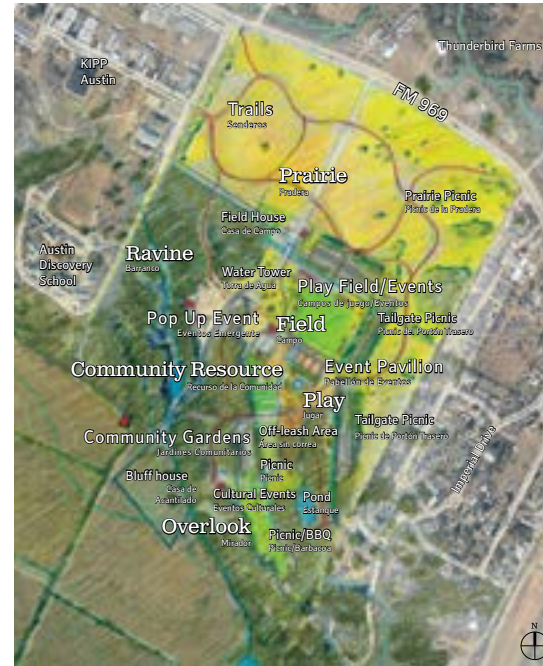 Thunderbird Farms
KIPP
Austin
FM 969
Trails
Senderos
Prairie
Pradera
Prairie Picnic
Picnic de la Pradera
Field House
Casa de Campo
Austin
Discovery
School
Ravine
Barranco
Water Tower
Torra de Agua
Play Field/Events
Campos de juego/Eventos
Pop Up Event
Eventos Emergente
Field
Campo
Tailgate Picnic
Picnic del Portón Trasero
Community Resource
Recurso de la Comunidad
Event Pavilion
Pabellón de Eventos
Play
Jugar
Tailgate Picnic
Picnic de Portón Trasero
Community Gardens
Jardines Comunitarios
Off-leash Area
Área sin correa
Imperial Drive
Picnic
Picnic
Bluff house
Casa de
Acantilado
Cultural Events
Eventos Culturales
Pond
Estanque
Overlook
Mirador
Picnic/BBQ
Picnic/Barbacoa
N